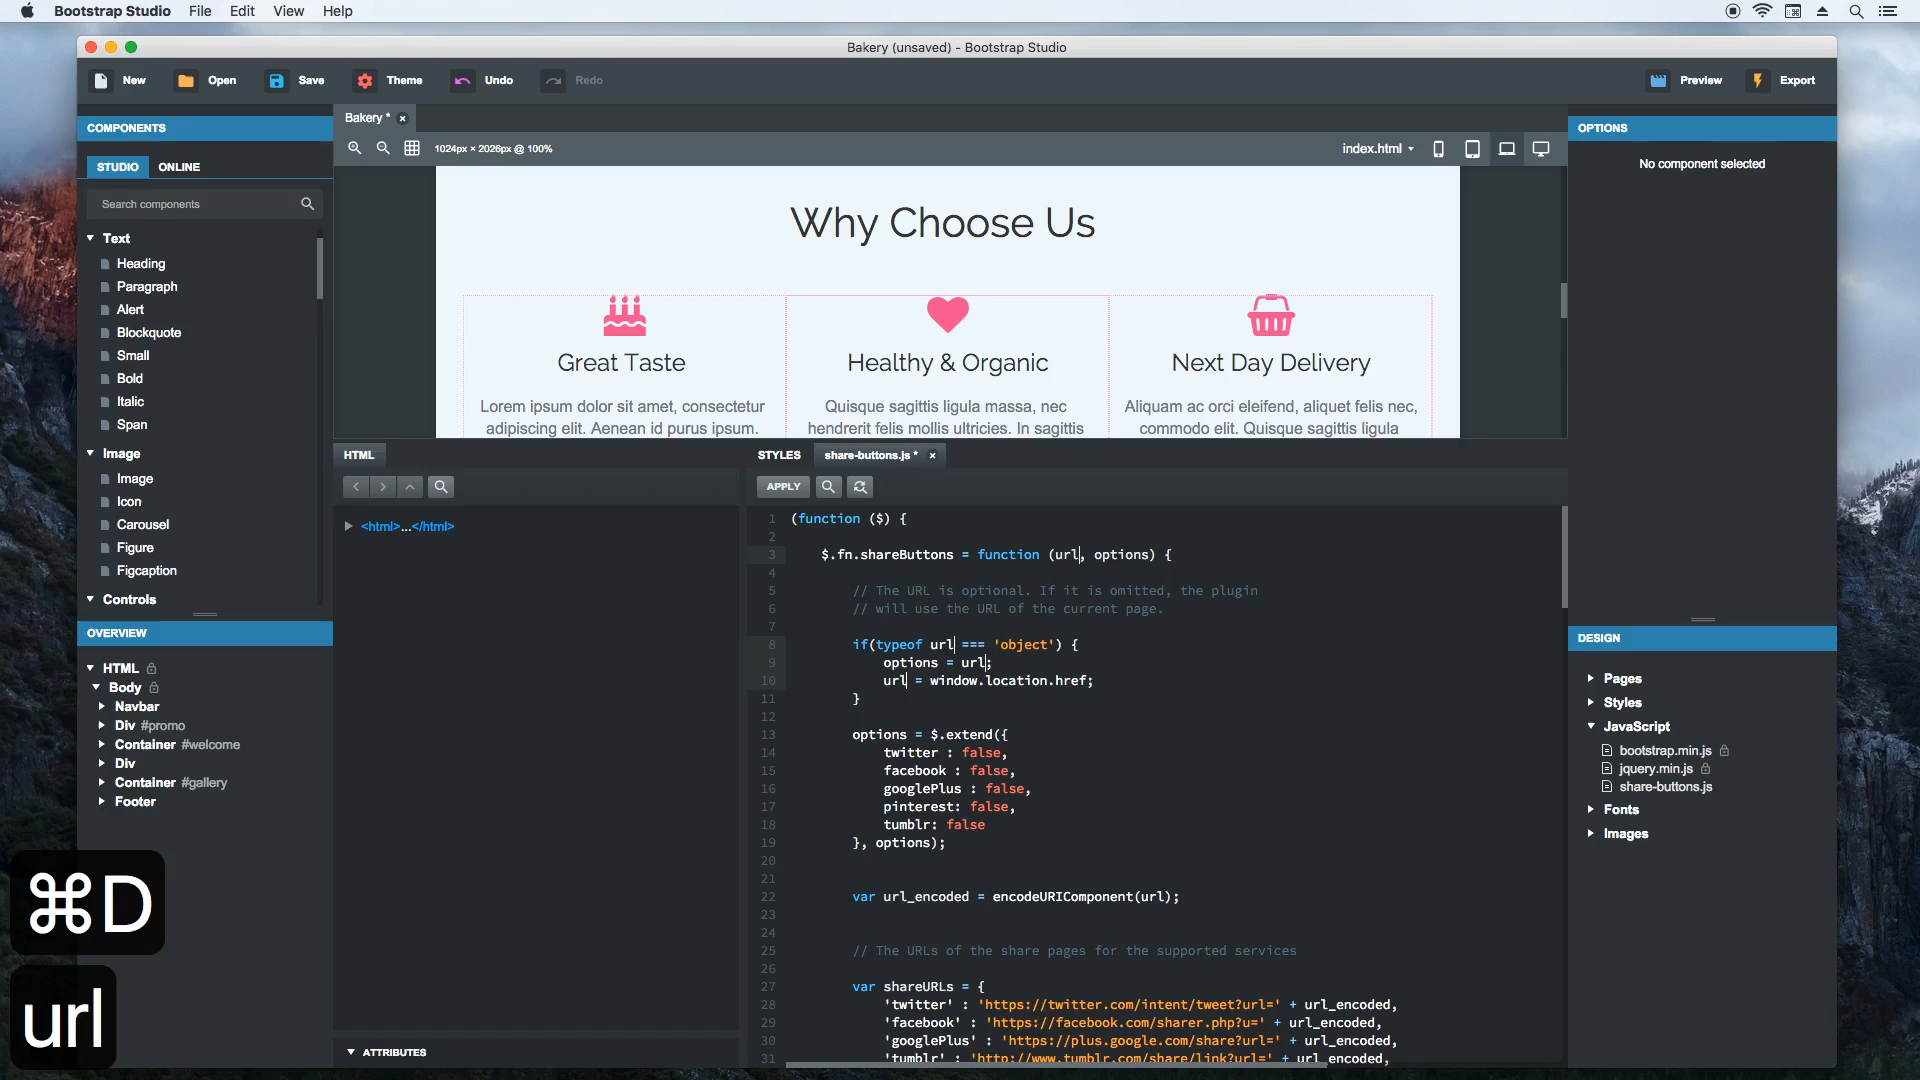 Bootstrap Studio File Edit View Help
Bakery (unsaved) - Bootstrap Studio
New Open Save Theme Undo Redo Preview Export
COMPONENTS
STUDIO ONLINE
Search components
Text
Heading
Paragraph
Alert
Blockquote
Small
Bold
Italic
Span
Image
Image
Icon
Carousel
Figure
Figcaption
Controls
OVERVIEW
HTML
Body
Navbar
Div #promo
Container #welcome
Div
Container #gallery
Footer
⌘D
url
Bakery *
1024px × 2026px @ 100%
index.html
Why Choose Us
Great Taste
Lorem ipsum dolor sit amet, consectetur
adipiscing elit. Aenean id purus ipsum.
Healthy & Organic
Quisque sagittis ligula massa, nec
hendrerit felis mollis ultricies. In sagittis
Next Day Delivery
Aliquam ac orci eleifend, aliquet felis nec,
commodo elit. Quisque sagittis ligula
HTML
<html>...</html>
ATTRIBUTES
STYLES share-buttons.js *
APPLY
1 (function ($) {
2
3 $.fn.shareButtons = function (url, options) {
4
5 // The URL is optional. If it is omitted, the plugin
6 // will use the URL of the current page.
7
8 if(typeof url === 'object') {
9 options = url;
10 url = window.location.href;
11 }
12
13 options = $.extend({
14 twitter : false,
15 facebook : false,
16 googlePlus : false,
17 pinterest: false,
18 tumblr: false
19 }, options);
20
21
22 var url_encoded = encodeURIComponent(url);
23
24
25 // The URLs of the share pages for the supported services
26
27 var shareURLs = {
28 'twitter' : 'https://twitter.com/intent/tweet?url=' + url_encoded,
29 'facebook' : 'https://facebook.com/sharer.php?u=' + url_encoded,
30 'googlePlus' : 'https://plus.google.com/share?url=' + url_encoded,
31 'tumblr' : 'http://www.tumblr.com/share/link?url=' + url_encoded,
OPTIONS
No component selected
DESIGN
Pages
Styles
JavaScript
bootstrap.min.js
jquery.min.js
share-buttons.js
Fonts
Images